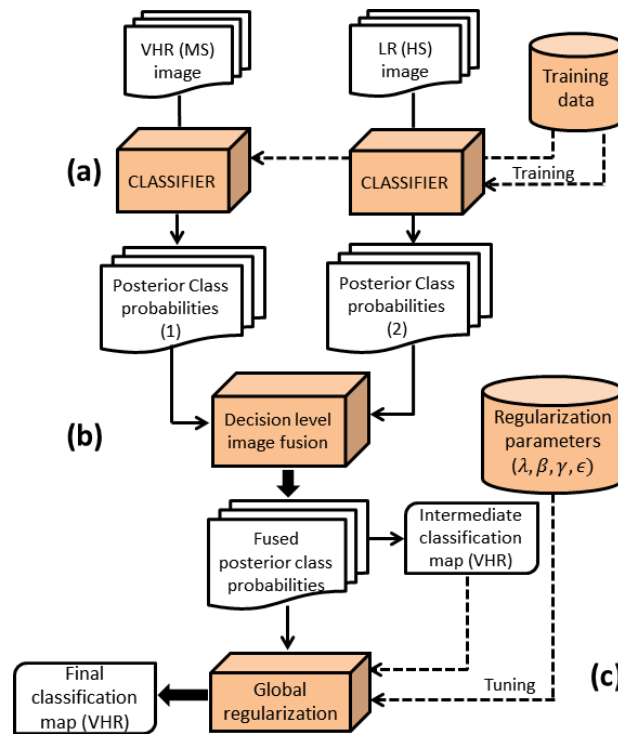 VHR (MS)
image
LR (HS)
image
Training
data
(a)
CLASSIFIER
CLASSIFIER
Training
Posterior Class
probabilities
(1)
Posterior Class
probabilities
(2)
(b)
Decision level
image fusion
Regularization
parameters
(λ, β, γ, ϵ)
Fused
posterior class
probabilities
Intermediate
classification
map (VHR)
Final
classification
map (VHR)
Global
regularization
Tuning
(c)